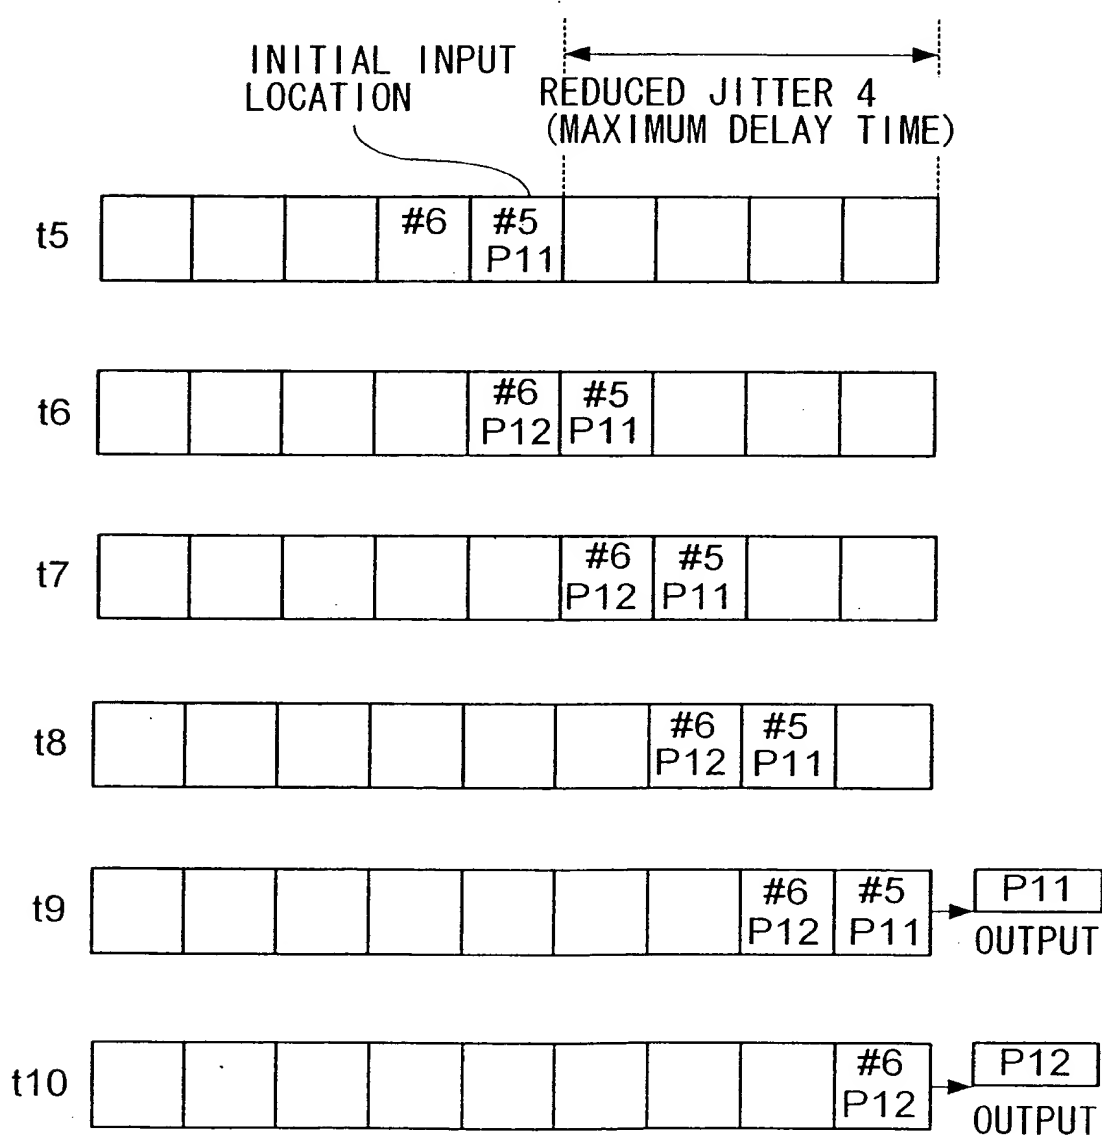 INITIAL INPUT
LOCATION
REDUCED JITTER 4
(MAXIMUM DELAY TIME)
t5
#6
#5
P11
t6
#6
P12
#5
P11
t7
#6
P12
#5
P11
t8
#6
P12
#5
P11
t9
#6
P12
#5
P11
P11
OUTPUT
t10
#6
P12
P12
OUTPUT